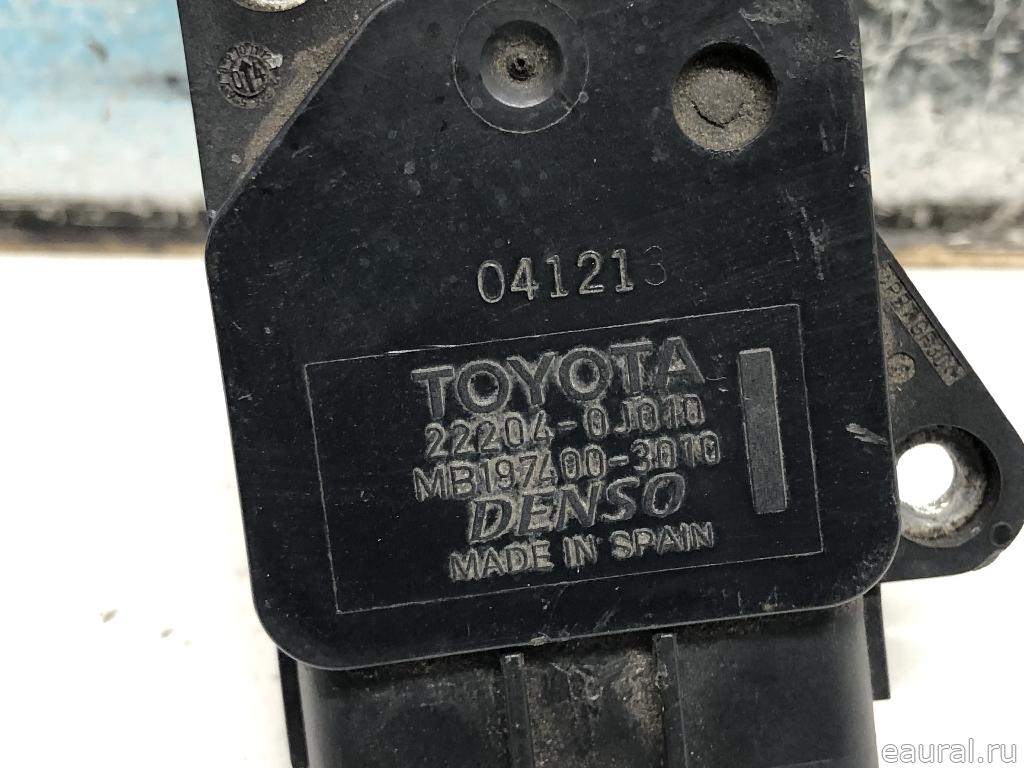 041213
TOYOTA
22204-0J010
MB197400-3010
DENSO
MADE IN SPAIN
eaural.ru